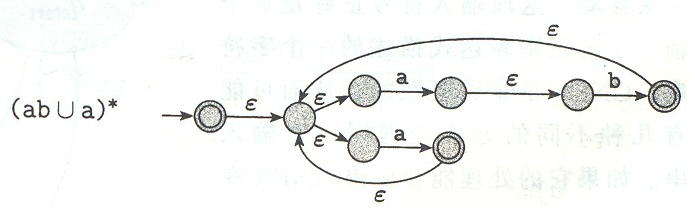 ε
(ab∪a)* ε ε a ε b
ε a
ε